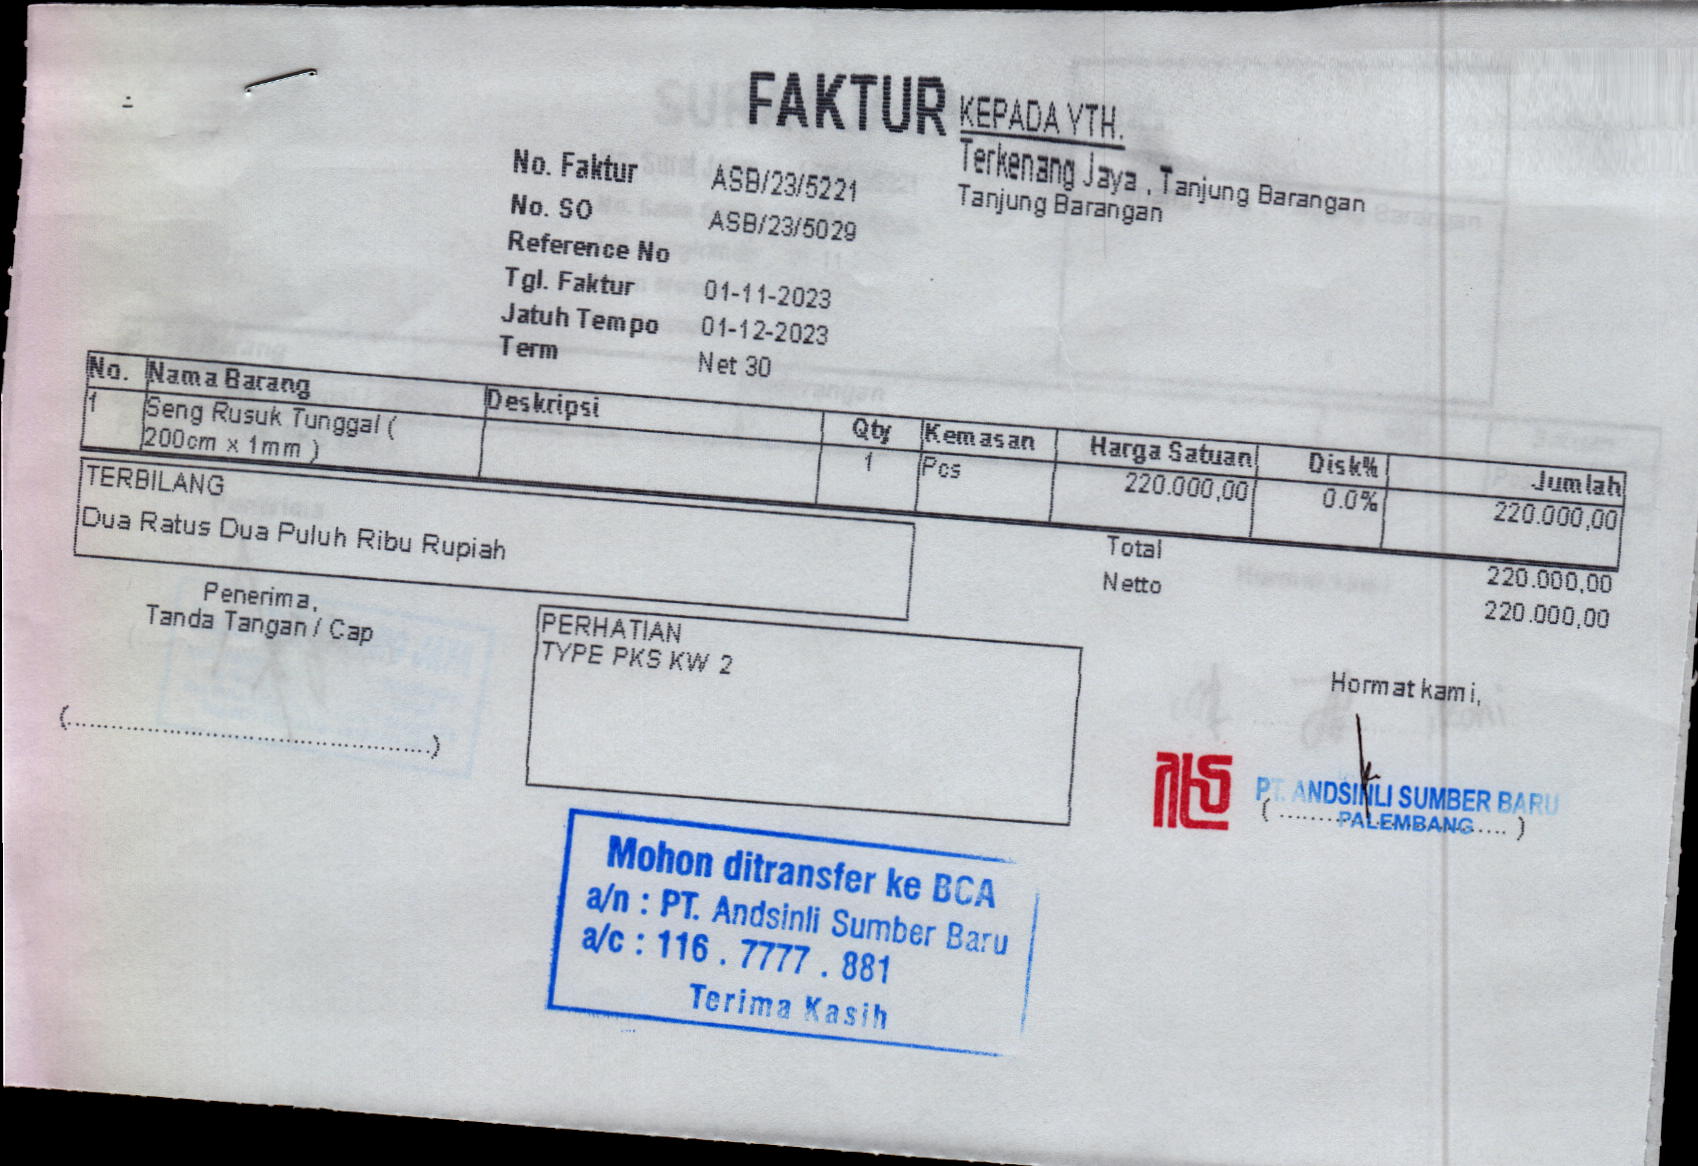 FAKTUR
KEPADA YTH.
Terkenang Jaya , Tanjung Barangan
Tanjung Barangan
No. Faktur ASB/23/5221
No. SO ASB/23/5029
Reference No
Tgl. Faktur 01-11-2023
Jatuh Tempo 01-12-2023
Term Net 30
No. Nama Barang Deskripsi Qty Kemasan Harga Satuan Disk% Jumlah
1 Seng Rusuk Tunggal ( 1 Pcs 220.000,00 0.0% 220.000,00
200cm x 1mm )
TERBILANG
Dua Ratus Dua Puluh Ribu Rupiah
Total 220.000,00
Netto 220.000,00
Penerima,
Tanda Tangan / Cap
(........................................)
PERHATIAN
TYPE PKS KW 2
Hormat kami,
PT. ANDSINLI SUMBER BARU
PALEMBANG
Mohon ditransfer ke BCA
a/n : PT. Andsinli Sumber Baru
a/c : 116 . 7777 . 881
Terima Kasih